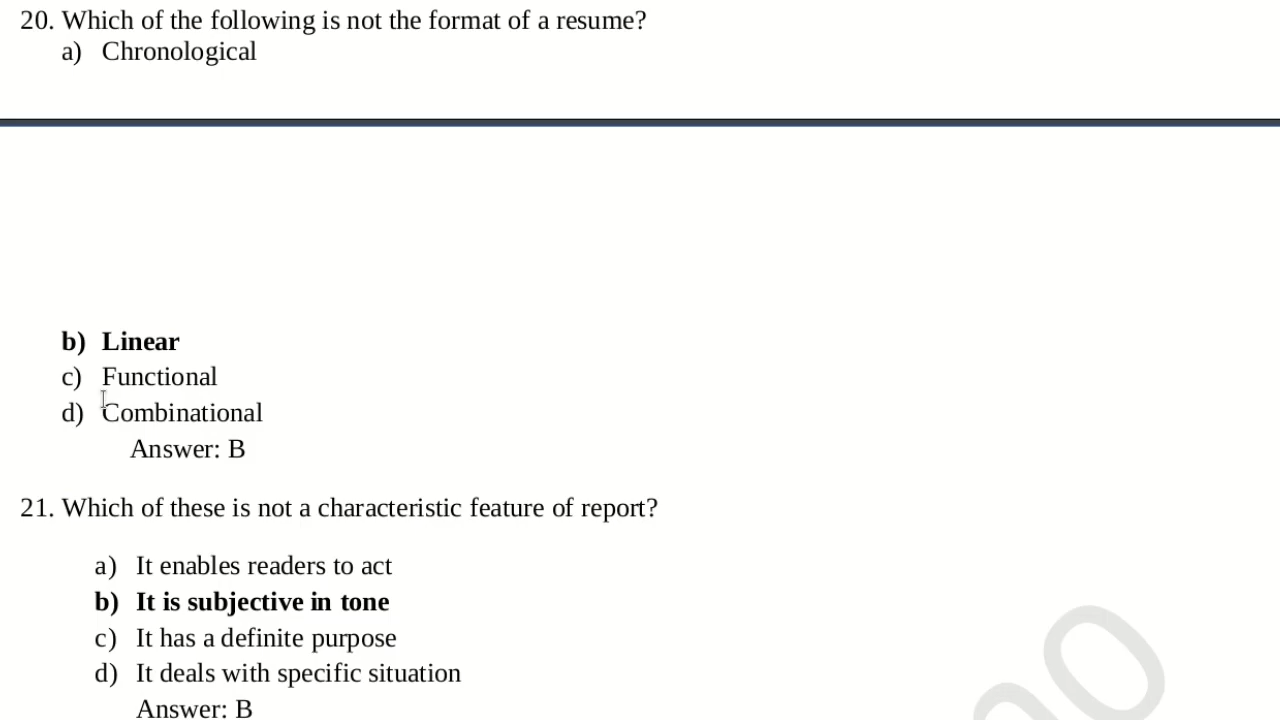 20. Which of the following is not the format of a resume?
a) Chronological
b) Linear
c) Functional
d) Combinational
Answer: B
21. Which of these is not a characteristic feature of report?
a) It enables readers to act
b) It is subjective in tone
c) It has a definite purpose
d) It deals with specific situation
Answer: B